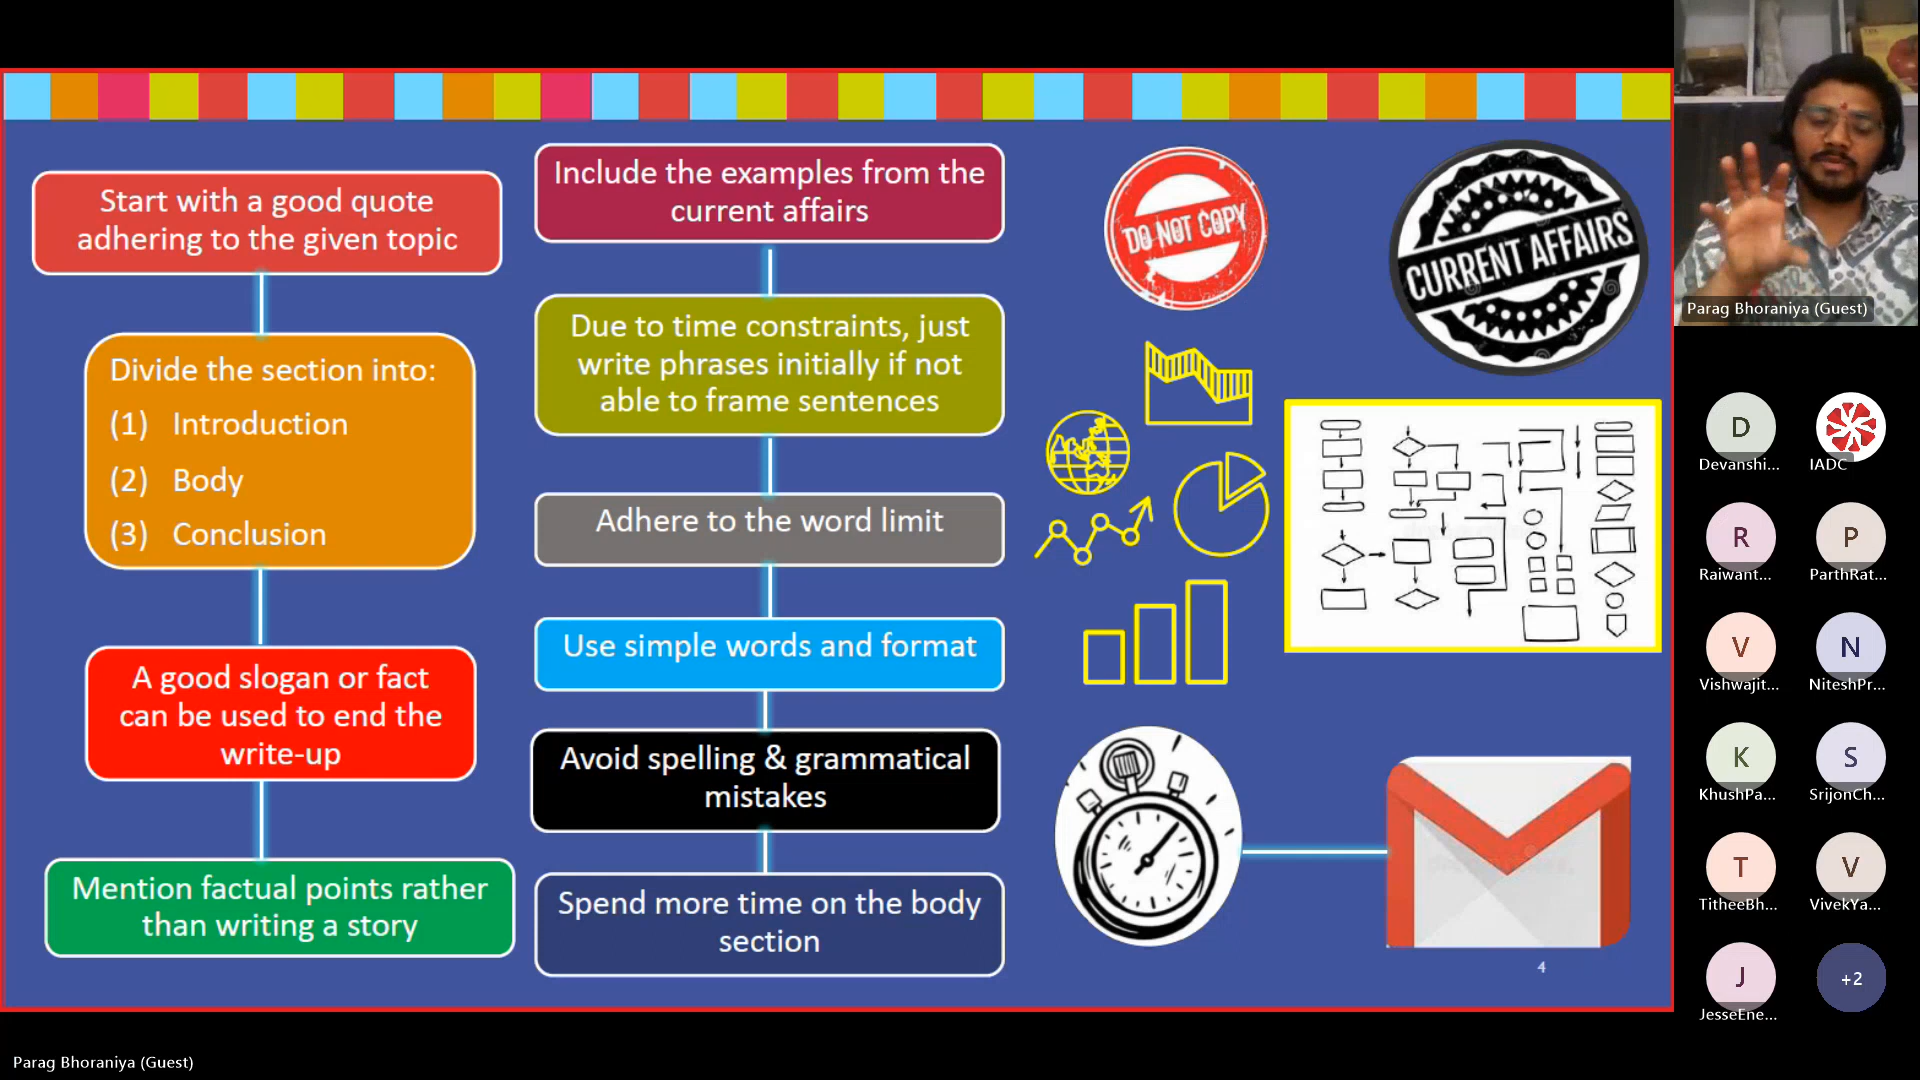 Start with a good quote
adhering to the given topic
Divide the section into:
(1) Introduction
(2) Body
(3) Conclusion
A good slogan or fact
can be used to end the
write-up
Mention factual points rather
than writing a story
Include the examples from the
current affairs
Due to time constraints, just
write phrases initially if not
able to frame sentences
Adhere to the word limit
Use simple words and format
Avoid spelling & grammatical
mistakes
Spend more time on the body
section
DO NOT COPY
CURRENT AFFAIRS
4
Parag Bhoraniya (Guest)
D
Devanshi...
IADC
R
Raiwant...
P
ParthRat...
V
Vishwajit...
N
NiteshPr...
K
KhushPa...
S
SrijonCh...
T
TitheeBh...
V
VivekYa...
J
JesseEne...
+2
Parag Bhoraniya (Guest)